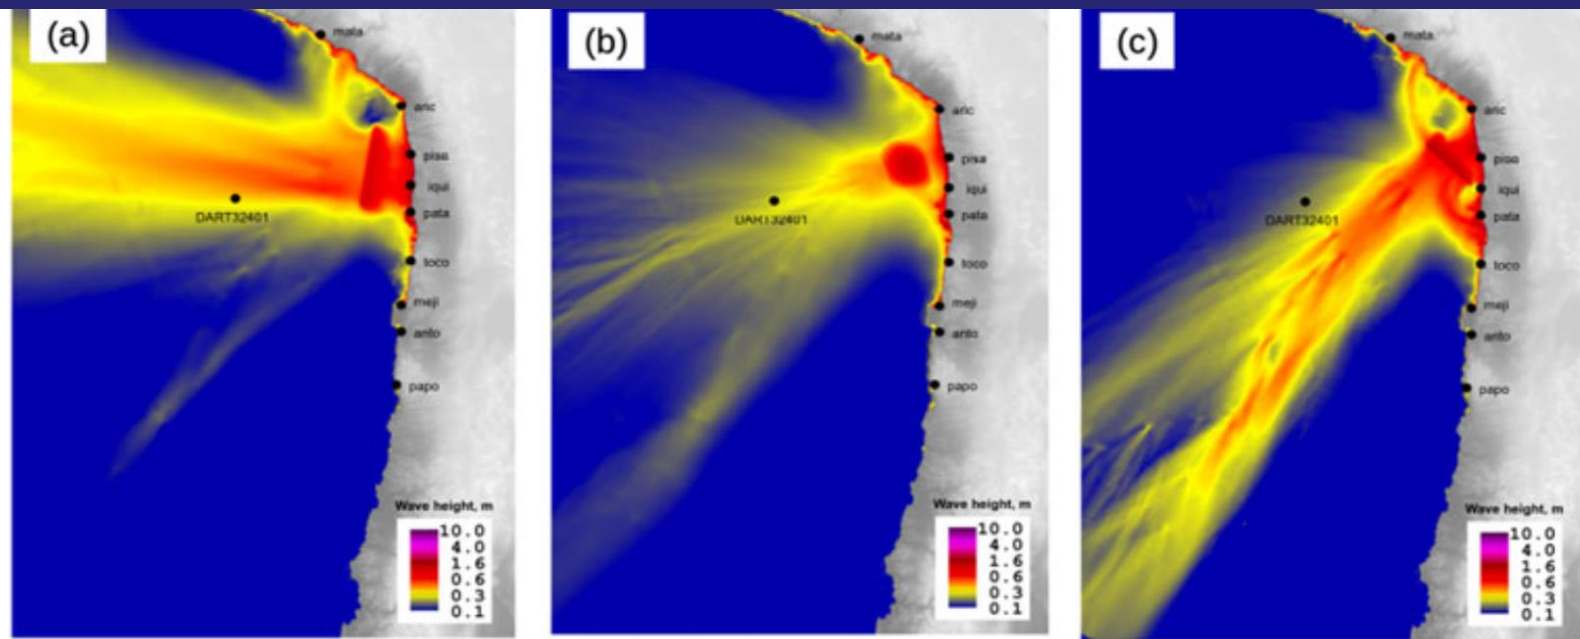 (a)
mata
aric
pisa
iqui
pata
DART32401
toco
meji
anto
papo
Wave height, m
10.0
4.0
1.6
0.6
0.3
0.1
(b)
mata
aric
pisa
iqui
pata
DART32401
toco
meji
anto
papo
Wave height, m
10.0
4.0
1.6
0.6
0.3
0.1
(c)
mata
aric
pisa
iqui
pata
DART32401
toco
meji
anto
papo
Wave height, m
10.0
4.0
1.6
0.6
0.3
0.1